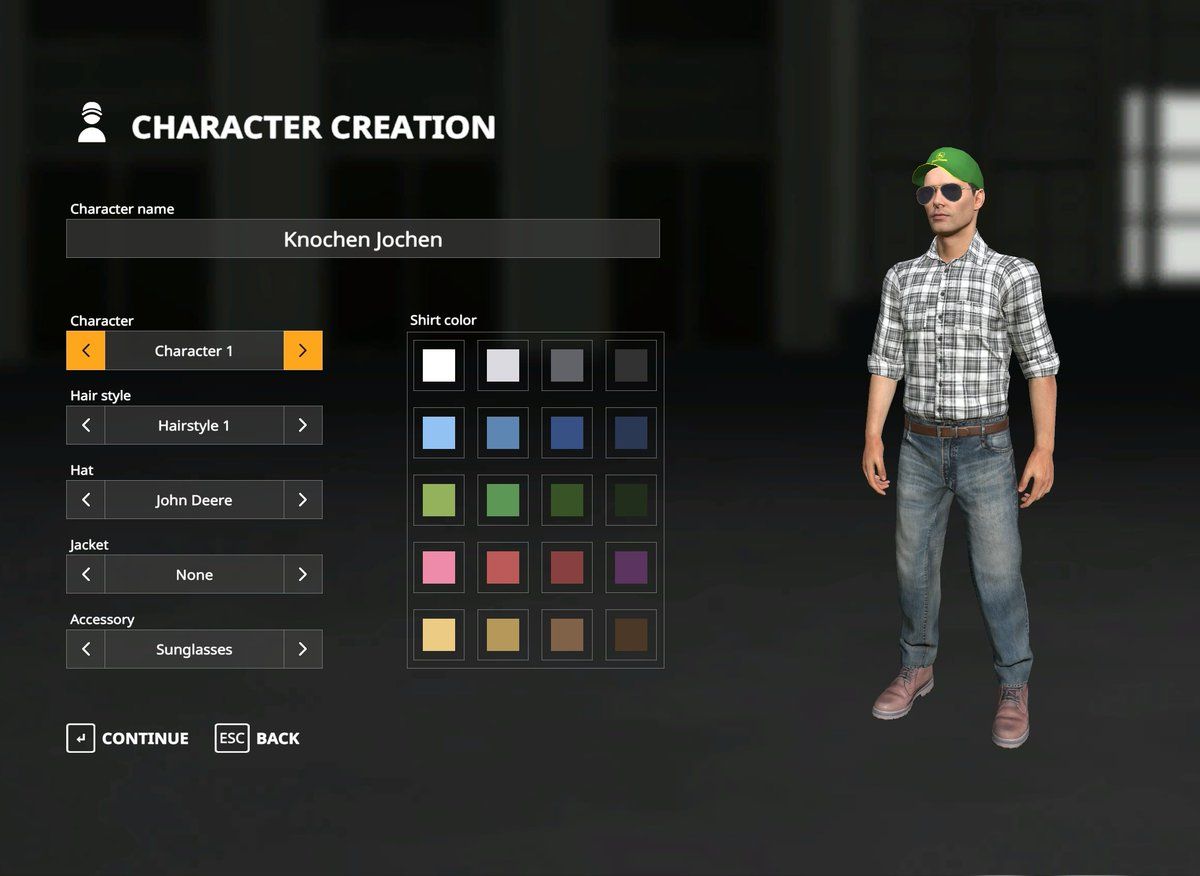 CHARACTER CREATION
Character name
Knochen Jochen
Character
Character 1
Hair style
Hairstyle 1
Hat
John Deere
Jacket
None
Accessory
Sunglasses
Shirt color
CONTINUE
ESC BACK